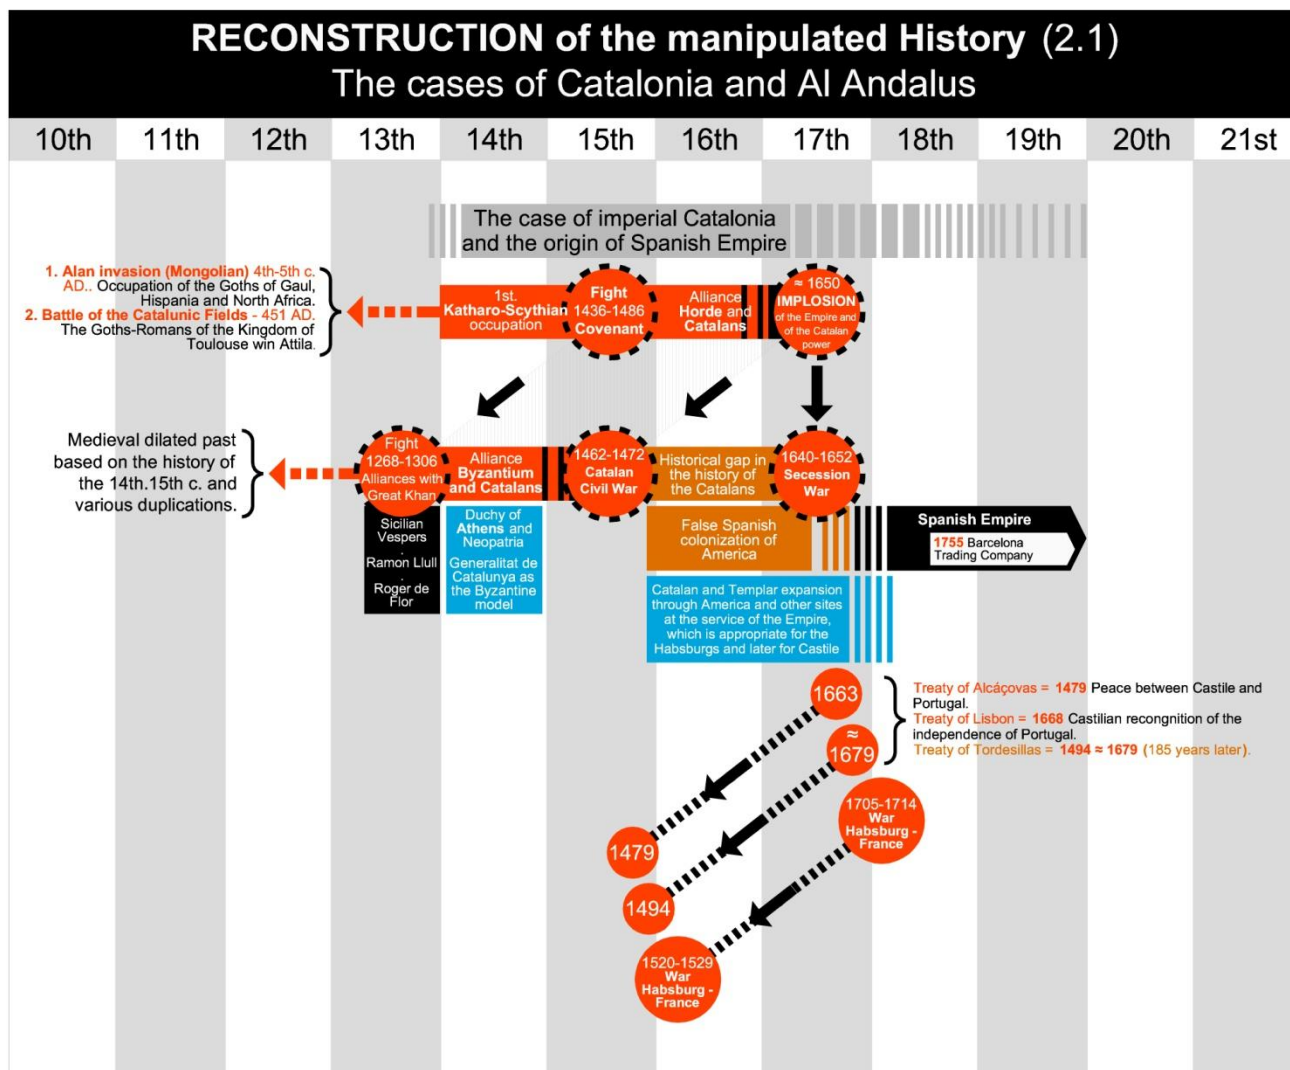 RECONSTRUCTION of the manipulated History (2.1)
The cases of Catalonia and Al Andalus
10th 11th 12th 13th 14th 15th 16th 17th 18th 19th 20th 21st
The case of imperial Catalonia
and the origin of Spanish Empire
1. Alan invasion (Mongolian) 4th-5th c.
AD.. Occupation of the Goths of Gaul,
Hispania and North Africa.
2. Battle of the Catalunic Fields - 451 AD.
The Goths-Romans of the Kingdom of
Toulouse win Attila.
1st.
Katharo-Scythian
occupation
Fight
1436-1486
Covenant
Alliance
Horde and
Catalans
≈ 1650
IMPLOSION
of the Empire and
of the Catalan
power
Medieval dilated past
based on the history of
the 14th.15th c. and
various duplications.
Fight
1268-1306
Alliances with
Great Khan
Alliance
Byzantium
and Catalans
1462-1472
Catalan
Civil War
Historical gap in
the history of
the Catalans
1640-1652
Secession
War
Sicilian
Vespers
.
Ramon Llull
.
Roger de
Flor
Duchy of
Athens and
Neopatria
Generalitat de
Catalunya as
the Byzantine
model
False Spanish
colonization of
America
Spanish Empire
1755 Barcelona
Trading Company
Catalan and Templar expansion
through America and other sites
at the service of the Empire,
which is appropriate for the
Habsburgs and later for Castile
1663
≈
1679
Treaty of Alcáçovas = 1479 Peace between Castile and
Portugal.
Treaty of Lisbon = 1668 Castilian recongnition of the
independence of Portugal.
Treaty of Tordesillas = 1494 ≈ 1679 (185 years later).
1705-1714
War
Habsburg -
France
1479
1494
1520-1529
War
Habsburg -
France